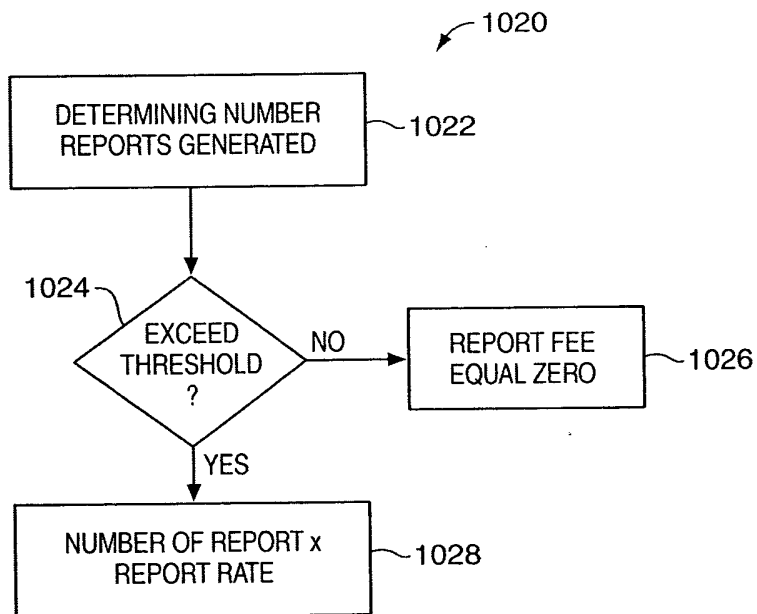 1020
DETERMINING NUMBER
REPORTS GENERATED
1022
1024
EXCEED
THRESHOLD
?
NO
REPORT FEE
EQUAL ZERO
1026
YES
NUMBER OF REPORT x
REPORT RATE
1028